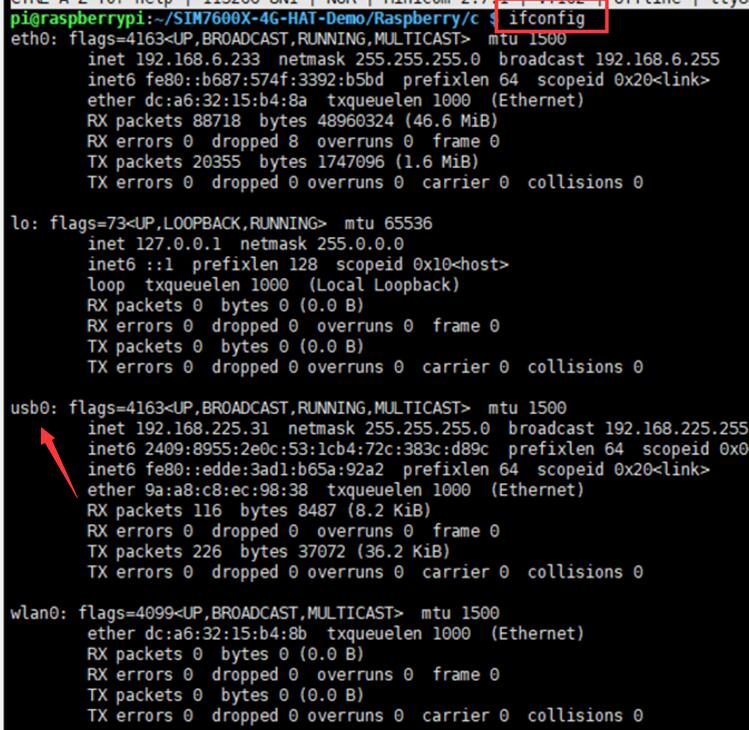 pi@raspberrypi:~/SIM7600X-4G-HAT-Demo/Raspberry/c $ ifconfig
eth0: flags=4163<UP,BROADCAST,RUNNING,MULTICAST> mtu 1500
inet 192.168.6.233 netmask 255.255.255.0 broadcast 192.168.6.255
inet6 fe80::b687:574f:3392:b5bd prefixlen 64 scopeid 0x20<link>
ether dc:a6:32:15:b4:8a txqueuelen 1000 (Ethernet)
RX packets 88718 bytes 48960324 (46.6 MiB)
RX errors 0 dropped 8 overruns 0 frame 0
TX packets 20355 bytes 1747096 (1.6 MiB)
TX errors 0 dropped 0 overruns 0 carrier 0 collisions 0
lo: flags=73<UP,LOOPBACK,RUNNING> mtu 65536
inet 127.0.0.1 netmask 255.0.0.0
inet6 ::1 prefixlen 128 scopeid 0x10<host>
loop txqueuelen 1000 (Local Loopback)
RX packets 0 bytes 0 (0.0 B)
RX errors 0 dropped 0 overruns 0 frame 0
TX packets 0 bytes 0 (0.0 B)
TX errors 0 dropped 0 overruns 0 carrier 0 collisions 0
usb0: flags=4163<UP,BROADCAST,RUNNING,MULTICAST> mtu 1500
inet 192.168.225.31 netmask 255.255.255.0 broadcast 192.168.225.255
inet6 2409:8955:2e0c:53:1cb4:72c:383c:d89c prefixlen 64 scopeid 0x0
inet6 fe80::edde:3ad1:b65a:92a2 prefixlen 64 scopeid 0x20<link>
ether 9a:a8:c8:ec:98:38 txqueuelen 1000 (Ethernet)
RX packets 116 bytes 8487 (8.2 KiB)
RX errors 0 dropped 0 overruns 0 frame 0
TX packets 226 bytes 37072 (36.2 KiB)
TX errors 0 dropped 0 overruns 0 carrier 0 collisions 0
wlan0: flags=4099<UP,BROADCAST,MULTICAST> mtu 1500
ether dc:a6:32:15:b4:8b txqueuelen 1000 (Ethernet)
RX packets 0 bytes 0 (0.0 B)
RX errors 0 dropped 0 overruns 0 frame 0
TX packets 0 bytes 0 (0.0 B)
TX errors 0 dropped 0 overruns 0 carrier 0 collisions 0